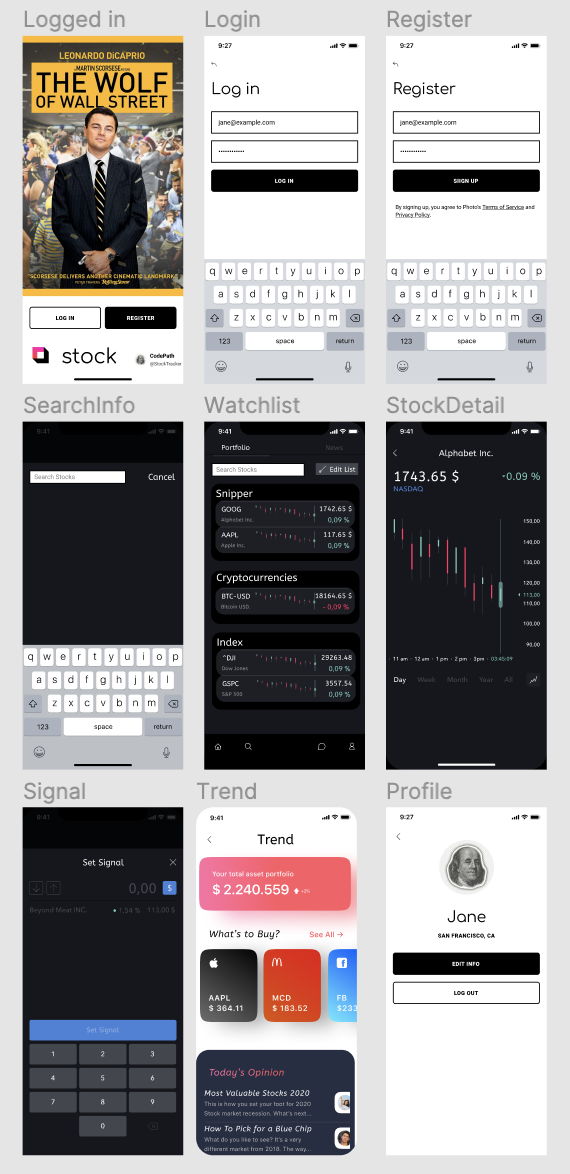 Logged in
LEONARDO DiCAPRIO
A MARTIN SCORSESE PICTURE
THE WOLF
OF WALL STREET
"SCORSESE DELIVERS ANOTHER CINEMATIC LANDMARK"
PETER TRAVERS, Rolling Stone
LOG IN
REGISTER
stock
CodePath
@StockTracker
Login
9:27
Log in
jane@example.com
LOG IN
q w e r t y u i o p
a s d f g h j k l
z x c v b n m
123 space return
Register
9:27
Register
jane@example.com
SIIGN UP
By signing up, you agree to Photo's Terms of Service and
Privacy Policy.
q w e r t y u i o p
a s d f g h j k l
z x c v b n m
123 space return
SearchInfo
9:41
Search Stocks
Cancel
q w e r t y u i o p
a s d f g h j k l
z x c v b n m
123 space return
Watchlist
9:41
Portfolio
News
Search Stocks
Edit List
Snipper
GOOG 1742.65 $
Alphabet Inc. 0,09 %
AAPL 117.65 $
Apple Inc. 0,09 %
Cryptocurrencies
BTC-USD 18164.65 $
Bitcoin USD - 0,09 %
Index
^DJI 29263.48
Dow Jones 0,09 %
GSPC 3557.54
S&P 500 0,09 %
StockDetail
9:41
Alphabet Inc.
1743.65 $ -0.09 %
NASDAQ
150,00
140,00
130,00
120,00
113,00
110,00
100,00
90,00
11 am · 12 am · 1 pm · 2 pm · 3pm · 03:45:09
Day Week Month Year All
Signal
9:41
Set Signal
0,00 $
Beyond Meat INC. 1,54 % 113.00 $
Set Signal
1 2 3
4 5 6
7 8 9
0
Trend
9:41
Trend
Your total asset portfolio
$ 2.240.559 +2%
What's to Buy?
See All →
AAPL
$ 364.11
MCD
$ 183.52
FB
$233
Today's Opinion
Most Valuable Stocks 2020
This is how you set your foot for 2020
Stock market recession. What's next...
How To Pick for a Blue Chip
What do you like to see? It's a very
different market from 2018. The way...
Profile
9:27
Jane
SAN FRANCISCO, CA
EDIT INFO
LOG OUT